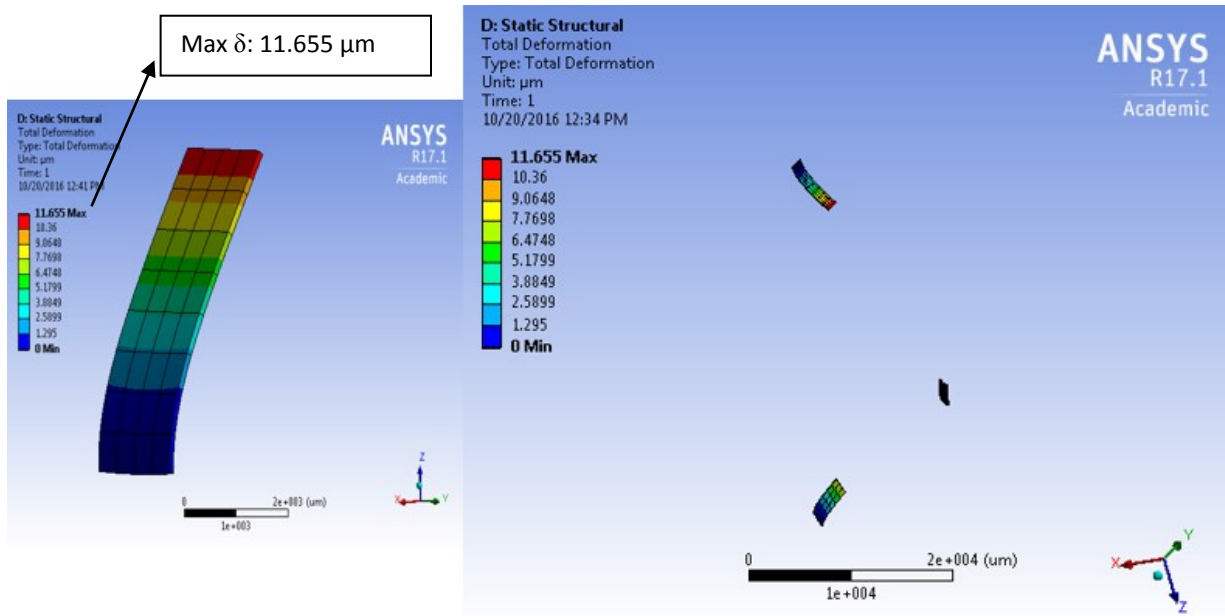 Max δ: 11.655 µm
D: Static Structural
Total Deformation
Type: Total Deformation
Unit: µm
Time: 1
10/20/2016 12:41 PM
ANSYS
R17.1
Academic
11.655 Max
10.36
9.0648
7.7698
6.4748
5.1799
3.8849
2.5899
1.295
0 Min
Z
X
Y
0
2e+003 (um)
1e+003
D: Static Structural
Total Deformation
Type: Total Deformation
Unit: µm
Time: 1
10/20/2016 12:34 PM
ANSYS
R17.1
Academic
11.655 Max
10.36
9.0648
7.7698
6.4748
5.1799
3.8849
2.5899
1.295
0 Min
0
2e+004 (um)
1e+004
Y
X
Z